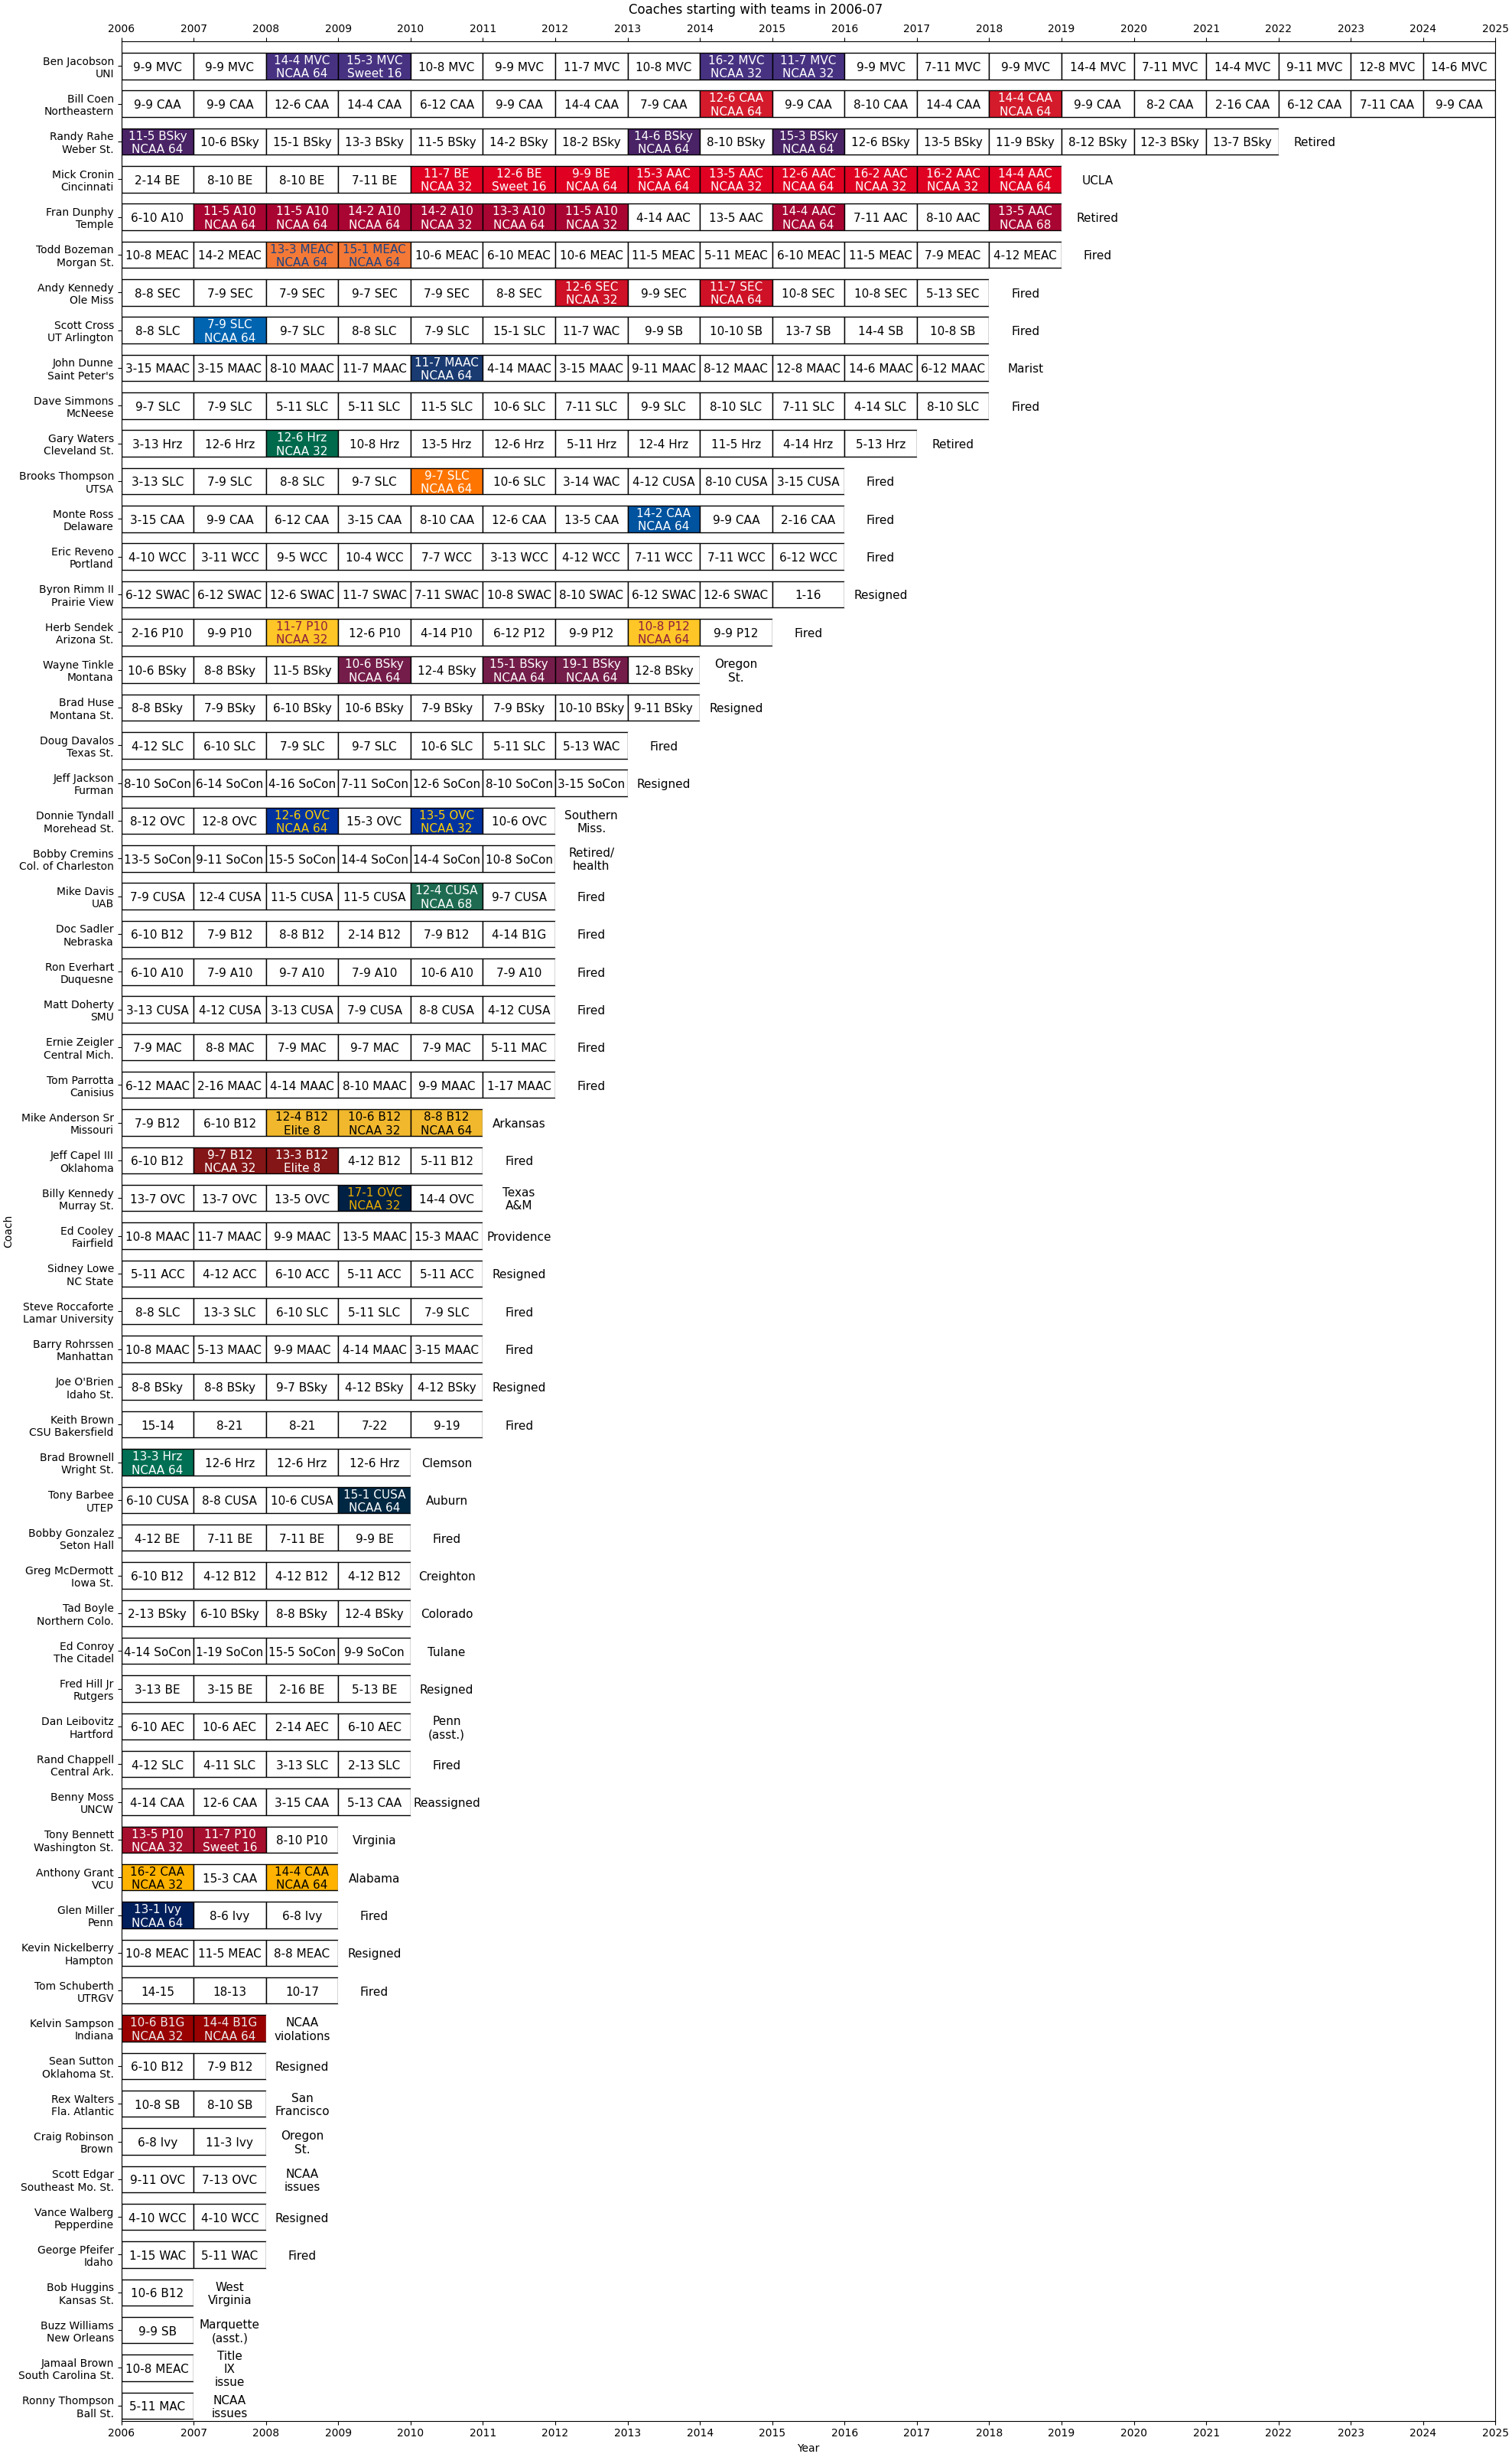 Coaches starting with teams in 2006-07
2006 2007 2008 2009 2010 2011 2012 2013 2014 2015 2016 2017 2018 2019 2020 2021 2022 2023 2024 2025
Ben Jacobson
UNI
9-9 MVC 9-9 MVC 14-4 MVC NCAA 64 15-3 MVC Sweet 16 10-8 MVC 9-9 MVC 11-7 MVC 10-8 MVC 16-2 MVC NCAA 32 11-7 MVC NCAA 32 9-9 MVC 7-11 MVC 9-9 MVC 14-4 MVC 7-11 MVC 14-4 MVC 9-11 MVC 12-8 MVC 14-6 MVC
Bill Coen
Northeastern
9-9 CAA 9-9 CAA 12-6 CAA 14-4 CAA 6-12 CAA 9-9 CAA 14-4 CAA 7-9 CAA 12-6 CAA NCAA 64 9-9 CAA 8-10 CAA 14-4 CAA 14-4 CAA NCAA 64 9-9 CAA 8-2 CAA 2-16 CAA 6-12 CAA 7-11 CAA 9-9 CAA
Randy Rahe
Weber St.
11-5 BSky NCAA 64 10-6 BSky 15-1 BSky 13-3 BSky 11-5 BSky 14-2 BSky 18-2 BSky 14-6 BSky NCAA 64 8-10 BSky 15-3 BSky NCAA 64 12-6 BSky 13-5 BSky 11-9 BSky 8-12 BSky 12-3 BSky 13-7 BSky Retired
Mick Cronin
Cincinnati
2-14 BE 8-10 BE 8-10 BE 7-11 BE 11-7 BE NCAA 32 12-6 BE Sweet 16 9-9 BE NCAA 64 15-3 AAC NCAA 64 13-5 AAC NCAA 32 12-6 AAC NCAA 64 16-2 AAC NCAA 32 16-2 AAC NCAA 32 14-4 AAC NCAA 64 UCLA
Fran Dunphy
Temple
6-10 A10 11-5 A10 NCAA 64 11-5 A10 NCAA 64 14-2 A10 NCAA 64 14-2 A10 NCAA 32 13-3 A10 NCAA 64 11-5 A10 NCAA 32 4-14 AAC 13-5 AAC 14-4 AAC NCAA 64 7-11 AAC 8-10 AAC 13-5 AAC NCAA 68 Retired
Todd Bozeman
Morgan St.
10-8 MEAC 14-2 MEAC 13-3 MEAC NCAA 64 15-1 MEAC NCAA 64 10-6 MEAC 6-10 MEAC 10-6 MEAC 11-5 MEAC 5-11 MEAC 6-10 MEAC 11-5 MEAC 7-9 MEAC 4-12 MEAC Fired
Andy Kennedy
Ole Miss
8-8 SEC 7-9 SEC 7-9 SEC 9-7 SEC 7-9 SEC 8-8 SEC 12-6 SEC NCAA 32 9-9 SEC 11-7 SEC NCAA 64 10-8 SEC 10-8 SEC 5-13 SEC Fired
Scott Cross
UT Arlington
8-8 SLC 7-9 SLC NCAA 64 9-7 SLC 8-8 SLC 7-9 SLC 15-1 SLC 11-7 WAC 9-9 SB 10-10 SB 13-7 SB 14-4 SB 10-8 SB Fired
John Dunne
Saint Peter's
3-15 MAAC 3-15 MAAC 8-10 MAAC 11-7 MAAC 11-7 MAAC NCAA 64 4-14 MAAC 3-15 MAAC 9-11 MAAC 8-12 MAAC 12-8 MAAC 14-6 MAAC 6-12 MAAC Marist
Dave Simmons
McNeese
9-7 SLC 7-9 SLC 5-11 SLC 5-11 SLC 11-5 SLC 10-6 SLC 7-11 SLC 9-9 SLC 8-10 SLC 7-11 SLC 4-14 SLC 8-10 SLC Fired
Gary Waters
Cleveland St.
3-13 Hrz 12-6 Hrz 12-6 Hrz NCAA 32 10-8 Hrz 13-5 Hrz 12-6 Hrz 5-11 Hrz 12-4 Hrz 11-5 Hrz 4-14 Hrz 5-13 Hrz Retired
Brooks Thompson
UTSA
3-13 SLC 7-9 SLC 8-8 SLC 9-7 SLC 9-7 SLC NCAA 64 10-6 SLC 3-14 WAC 4-12 CUSA 8-10 CUSA 3-15 CUSA Fired
Monte Ross
Delaware
3-15 CAA 9-9 CAA 6-12 CAA 3-15 CAA 8-10 CAA 12-6 CAA 13-5 CAA 14-2 CAA NCAA 64 9-9 CAA 2-16 CAA Fired
Eric Reveno
Portland
4-10 WCC 3-11 WCC 9-5 WCC 10-4 WCC 7-7 WCC 3-13 WCC 4-12 WCC 7-11 WCC 7-11 WCC 6-12 WCC Fired
Byron Rimm II
Prairie View
6-12 SWAC 6-12 SWAC 12-6 SWAC 11-7 SWAC 7-11 SWAC 10-8 SWAC 8-10 SWAC 6-12 SWAC 12-6 SWAC 1-16 Resigned
Herb Sendek
Arizona St.
2-16 P10 9-9 P10 11-7 P10 NCAA 32 12-6 P10 4-14 P10 6-12 P12 9-9 P12 10-8 P12 NCAA 64 9-9 P12 Fired
Wayne Tinkle
Montana
10-6 BSky 8-8 BSky 11-5 BSky 10-6 BSky NCAA 64 12-4 BSky 15-1 BSky NCAA 64 19-1 BSky NCAA 64 12-8 BSky Oregon St.
Brad Huse
Montana St.
8-8 BSky 7-9 BSky 6-10 BSky 10-6 BSky 7-9 BSky 7-9 BSky 10-10 BSky 9-11 BSky Resigned
Doug Davalos
Texas St.
4-12 SLC 6-10 SLC 7-9 SLC 9-7 SLC 10-6 SLC 5-11 SLC 5-13 WAC Fired
Jeff Jackson
Furman
8-10 SoCon 6-14 SoCon 4-16 SoCon 7-11 SoCon 12-6 SoCon 8-10 SoCon 3-15 SoCon Resigned
Donnie Tyndall
Morehead St.
8-12 OVC 12-8 OVC 12-6 OVC NCAA 64 15-3 OVC 13-5 OVC NCAA 32 10-6 OVC Southern Miss.
Bobby Cremins
Col. of Charleston
13-5 SoCon 9-11 SoCon 15-5 SoCon 14-4 SoCon 14-4 SoCon 10-8 SoCon Retired/ health
Mike Davis
UAB
7-9 CUSA 12-4 CUSA 11-5 CUSA 11-5 CUSA 12-4 CUSA NCAA 68 9-7 CUSA Fired
Doc Sadler
Nebraska
6-10 B12 7-9 B12 8-8 B12 2-14 B12 7-9 B12 4-14 B1G Fired
Ron Everhart
Duquesne
6-10 A10 7-9 A10 9-7 A10 7-9 A10 10-6 A10 7-9 A10 Fired
Matt Doherty
SMU
3-13 CUSA 4-12 CUSA 3-13 CUSA 7-9 CUSA 8-8 CUSA 4-12 CUSA Fired
Ernie Zeigler
Central Mich.
7-9 MAC 8-8 MAC 7-9 MAC 9-7 MAC 7-9 MAC 5-11 MAC Fired
Tom Parrotta
Canisius
6-12 MAAC 2-16 MAAC 4-14 MAAC 8-10 MAAC 9-9 MAAC 1-17 MAAC Fired
Mike Anderson Sr
Missouri
7-9 B12 6-10 B12 12-4 B12 Elite 8 10-6 B12 NCAA 32 8-8 B12 NCAA 64 Arkansas
Jeff Capel III
Oklahoma
6-10 B12 9-7 B12 NCAA 32 13-3 B12 Elite 8 4-12 B12 5-11 B12 Fired
Billy Kennedy
Murray St.
13-7 OVC 13-7 OVC 13-5 OVC 17-1 OVC NCAA 32 14-4 OVC Texas A&M
Coach
Ed Cooley
Fairfield
10-8 MAAC 11-7 MAAC 9-9 MAAC 13-5 MAAC 15-3 MAAC Providence
Sidney Lowe
NC State
5-11 ACC 4-12 ACC 6-10 ACC 5-11 ACC 5-11 ACC Resigned
Steve Roccaforte
Lamar University
8-8 SLC 13-3 SLC 6-10 SLC 5-11 SLC 7-9 SLC Fired
Barry Rohrssen
Manhattan
10-8 MAAC 5-13 MAAC 9-9 MAAC 4-14 MAAC 3-15 MAAC Fired
Joe O'Brien
Idaho St.
8-8 BSky 8-8 BSky 9-7 BSky 4-12 BSky 4-12 BSky Resigned
Keith Brown
CSU Bakersfield
15-14 8-21 8-21 7-22 9-19 Fired
Brad Brownell
Wright St.
13-3 Hrz NCAA 64 12-6 Hrz 12-6 Hrz 12-6 Hrz Clemson
Tony Barbee
UTEP
6-10 CUSA 8-8 CUSA 10-6 CUSA 15-1 CUSA NCAA 64 Auburn
Bobby Gonzalez
Seton Hall
4-12 BE 7-11 BE 7-11 BE 9-9 BE Fired
Greg McDermott
Iowa St.
6-10 B12 4-12 B12 4-12 B12 4-12 B12 Creighton
Tad Boyle
Northern Colo.
2-13 BSky 6-10 BSky 8-8 BSky 12-4 BSky Colorado
Ed Conroy
The Citadel
4-14 SoCon 1-19 SoCon 15-5 SoCon 9-9 SoCon Tulane
Fred Hill Jr
Rutgers
3-13 BE 3-15 BE 2-16 BE 5-13 BE Resigned
Dan Leibovitz
Hartford
6-10 AEC 10-6 AEC 2-14 AEC 6-10 AEC Penn (asst.)
Rand Chappell
Central Ark.
4-12 SLC 4-11 SLC 3-13 SLC 2-13 SLC Fired
Benny Moss
UNCW
4-14 CAA 12-6 CAA 3-15 CAA 5-13 CAA Reassigned
Tony Bennett
Washington St.
13-5 P10 NCAA 32 11-7 P10 Sweet 16 8-10 P10 Virginia
Anthony Grant
VCU
16-2 CAA NCAA 32 15-3 CAA 14-4 CAA NCAA 64 Alabama
Glen Miller
Penn
13-1 Ivy NCAA 64 8-6 Ivy 6-8 Ivy Fired
Kevin Nickelberry
Hampton
10-8 MEAC 11-5 MEAC 8-8 MEAC Resigned
Tom Schuberth
UTRGV
14-15 18-13 10-17 Fired
Kelvin Sampson
Indiana
10-6 B1G NCAA 32 14-4 B1G NCAA 64 NCAA violations
Sean Sutton
Oklahoma St.
6-10 B12 7-9 B12 Resigned
Rex Walters
Fla. Atlantic
10-8 SB 8-10 SB San Francisco
Craig Robinson
Brown
6-8 Ivy 11-3 Ivy Oregon St.
Scott Edgar
Southeast Mo. St.
9-11 OVC 7-13 OVC NCAA issues
Vance Walberg
Pepperdine
4-10 WCC 4-10 WCC Resigned
George Pfeifer
Idaho
1-15 WAC 5-11 WAC Fired
Bob Huggins
Kansas St.
10-6 B12 West Virginia
Buzz Williams
New Orleans
9-9 SB Marquette (asst.)
Jamaal Brown
South Carolina St.
10-8 MEAC Title IX issue
Ronny Thompson
Ball St.
5-11 MAC NCAA issues
2006 2007 2008 2009 2010 2011 2012 2013 2014 2015 2016 2017 2018 2019 2020 2021 2022 2023 2024 2025
Year